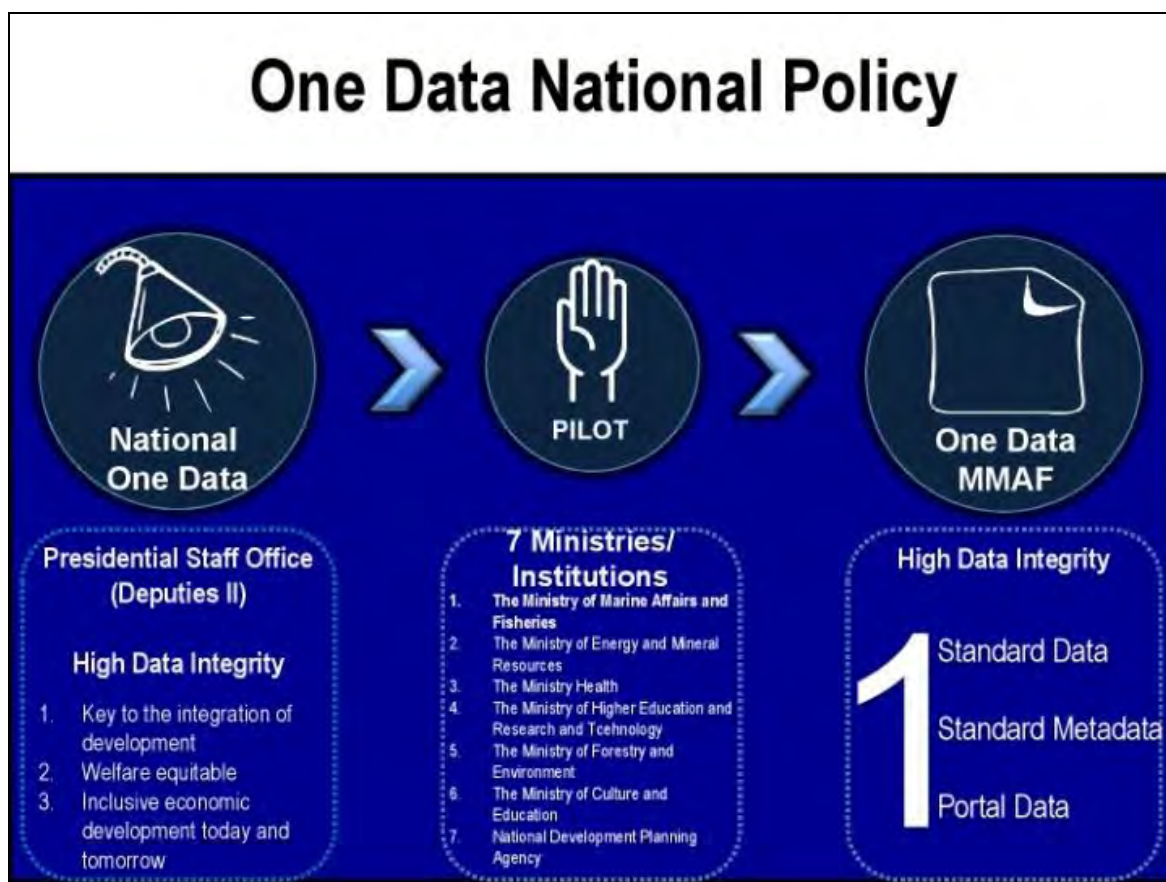 One Data National Policy
National
One Data
PILOT
One Data
MMAF
Presidential Staff Office
(Deputies II)
High Data Integrity
1. Key to the integration of
development
2. Welfare equitable
3. Inclusive economic
development today and
tomorrow
7 Ministries/
Institutions
1. The Ministry of Marine Affairs and
Fisheries
2. The Ministry of Energy and Mineral
Resources
3. The Ministry Health
4. The Ministry of Higher Education and
Research and Tcehnology
5. The Ministry of Forestry and
Environment
6. The Ministry of Culture and
Education
7. National Development Planning
Agency
High Data Integrity
1
Standard Data
Standard Metadata
Portal Data